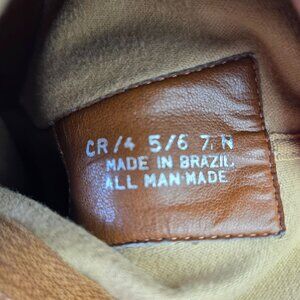 CR/4 5/6 7, N
MADE IN BRAZIL.
ALL MAN MADE